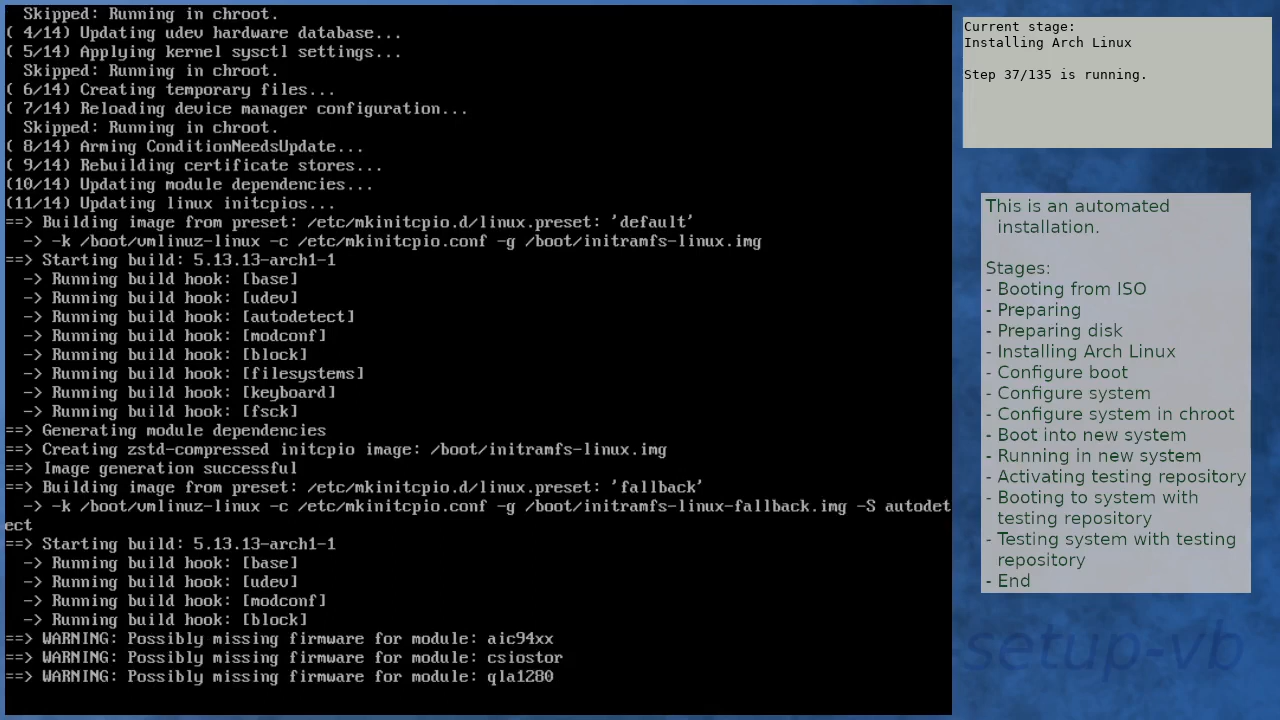 Skipped: Running in chroot.
( 4/14) Updating udev hardware database...
( 5/14) Applying kernel sysctl settings...
  Skipped: Running in chroot.
( 6/14) Creating temporary files...
( 7/14) Reloading device manager configuration...
  Skipped: Running in chroot.
( 8/14) Arming ConditionNeedsUpdate...
( 9/14) Rebuilding certificate stores...
(10/14) Updating module dependencies...
(11/14) Updating linux initcpios...
==> Building image from preset: /etc/mkinitcpio.d/linux.preset: 'default'
  -> -k /boot/vmlinuz-linux -c /etc/mkinitcpio.conf -g /boot/initramfs-linux.img
==> Starting build: 5.13.13-arch1-1
  -> Running build hook: [base]
  -> Running build hook: [udev]
  -> Running build hook: [autodetect]
  -> Running build hook: [modconf]
  -> Running build hook: [block]
  -> Running build hook: [filesystems]
  -> Running build hook: [keyboard]
  -> Running build hook: [fsck]
==> Generating module dependencies
==> Creating zstd-compressed initcpio image: /boot/initramfs-linux.img
==> Image generation successful
==> Building image from preset: /etc/mkinitcpio.d/linux.preset: 'fallback'
  -> -k /boot/vmlinuz-linux -c /etc/mkinitcpio.conf -g /boot/initramfs-linux-fallback.img -S autodet
ect
==> Starting build: 5.13.13-arch1-1
  -> Running build hook: [base]
  -> Running build hook: [udev]
  -> Running build hook: [modconf]
  -> Running build hook: [block]
==> WARNING: Possibly missing firmware for module: aic94xx
==> WARNING: Possibly missing firmware for module: csiostor
==> WARNING: Possibly missing firmware for module: qla1280
Current stage:
Installing Arch Linux
Step 37/135 is running.
This is an automated
installation.
Stages:
- Booting from ISO
- Preparing
- Preparing disk
- Installing Arch Linux
- Configure boot
- Configure system
- Configure system in chroot
- Boot into new system
- Running in new system
- Activating testing repository
- Booting to system with
testing repository
- Testing system with testing
repository
- End
-setup-vb